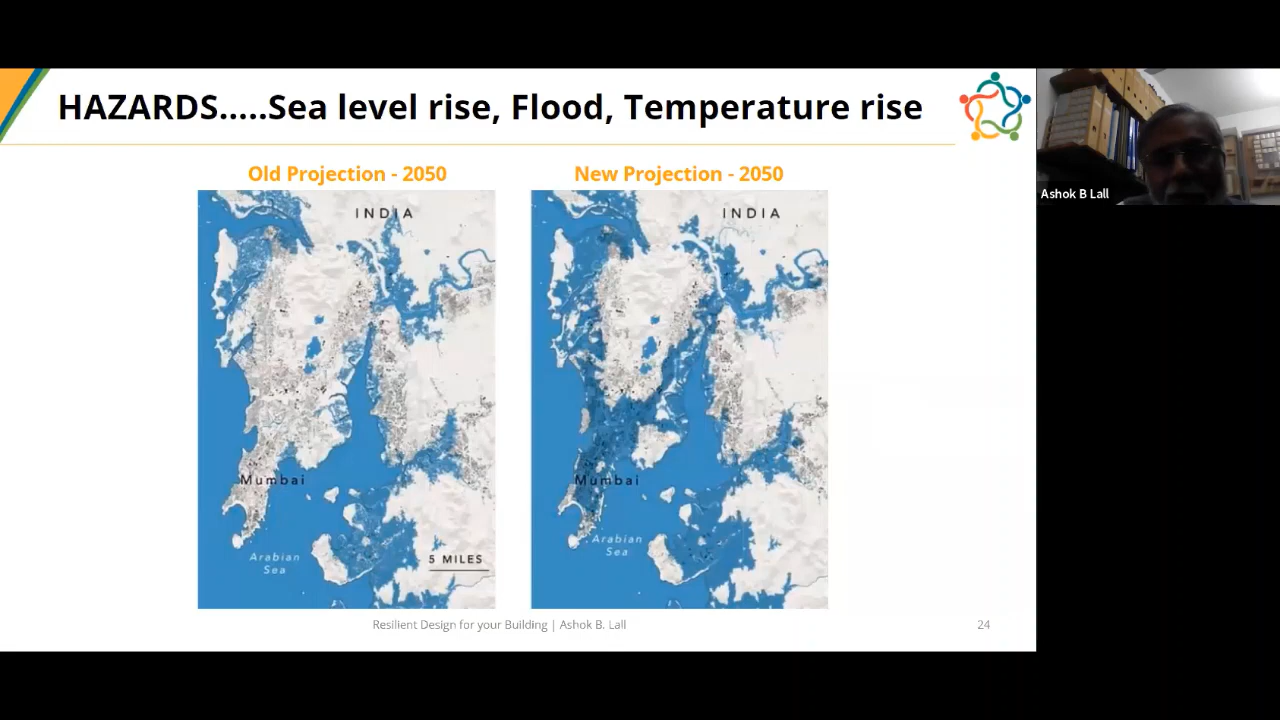 HAZARDS.....Sea level rise, Flood, Temperature rise
Ashok B Lall
Old Projection - 2050
New Projection - 2050
INDIA
INDIA
Mumbai
Mumbai
Arabian
Sea
5 MILES
Arabian
Sea
Resilient Design for your Building | Ashok B. Lall
24